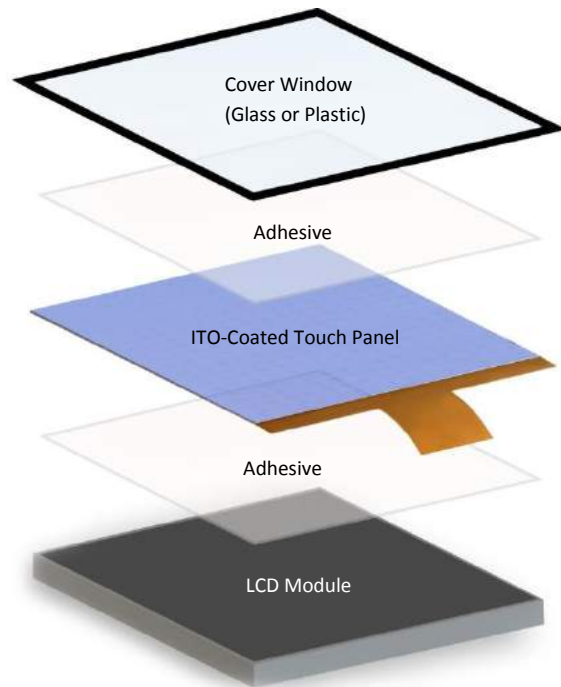 Cover Window
(Glass or Plastic)
Adhesive
ITO-Coated Touch Panel
Adhesive
LCD Module